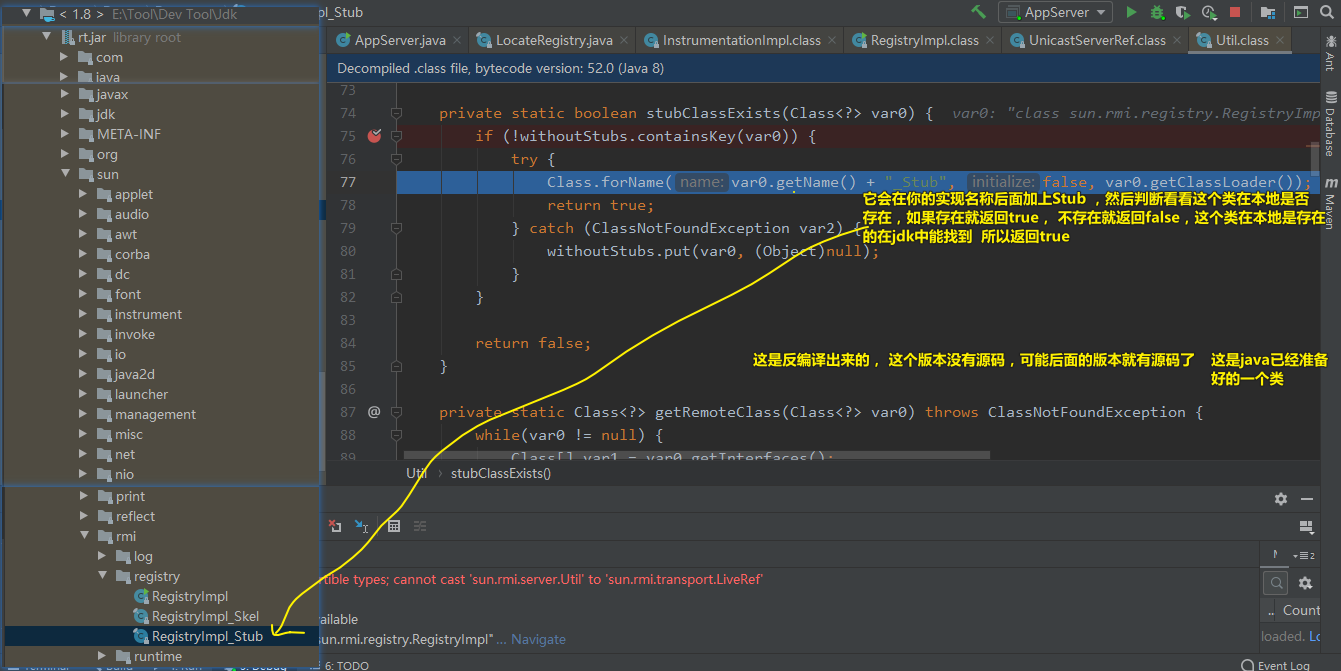 < 1.8 > E:\Tool\Dev Tool\Jdk
pl_Stub
AppServer
rt.jar library root
com
java
javax
jdk
META-INF
org
sun
applet
audio
awt
corba
dc
font
instrument
invoke
io
java2d
launcher
management
misc
net
nio
print
reflect
rmi
log
registry
RegistryImpl
RegistryImpl_Skel
RegistryImpl_Stub
runtime
AppServer.java
LocateRegistry.java
InstrumentationImpl.class
RegistryImpl.class
UnicastServerRef.class
Util.class
Decompiled .class file, bytecode version: 52.0 (Java 8)
73
74 private static boolean stubClassExists(Class<?> var0) { var0: "class sun.rmi.registry.RegistryImp
75 if (!withoutStubs.containsKey(var0)) {
76 try {
77 Class.forName( name: var0.getName() + "_Stub", initialize: false, var0.getClassLoader());
78 return true;
79 } catch (ClassNotFoundException var2) {
80 withoutStubs.put(var0, (Object)null);
81 }
82 }
83
84 return false;
85 }
86
87 @ private static Class<?> getRemoteClass(Class<?> var0) throws ClassNotFoundException {
88 while(var0 != null) {
89 Class[] var1 = var0.getInterfaces();
它会在你的实现名称后面加上Stub ，然后判断看看这个类在本地是否
存在，如果存在就返回true， 不存在就返回false，这个类在本地是存在
的在jdk中能找到 所以返回true
这是反编译出来的， 这个版本没有源码，可能后面的版本就有源码了
这是java已经准备
好的一个类
Util › stubClassExists()
Ant
Database
Maven
tible types; cannot cast 'sun.rmi.server.Util' to 'sun.rmi.transport.LiveRef'
ailable
sun.rmi.registry.RegistryImpl" ... Navigate
2
.. Count
loaded. Lo
Terminal
Build
4: Run
5: Debug
6: TODO
Event Log